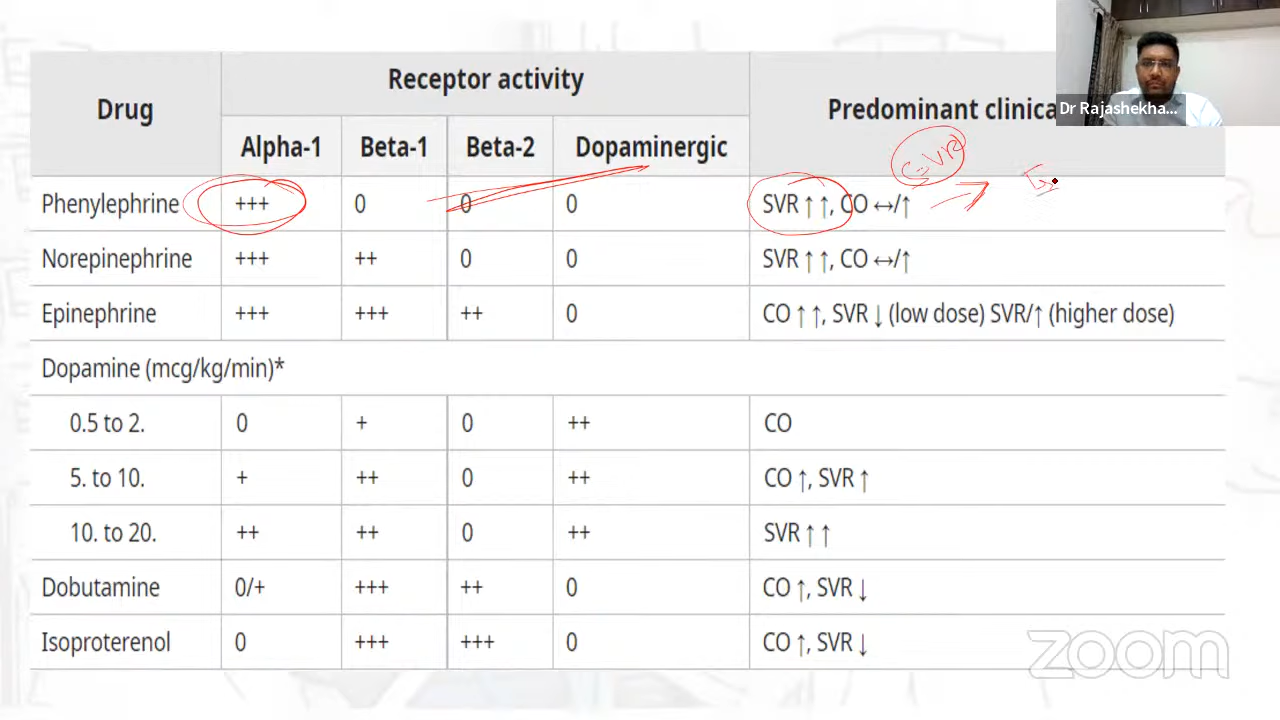 Receptor activity
Drug
Predominant clinica
Dr Rajashekha...
Alpha-1 Beta-1 Beta-2 Dopaminergic
SVR
Phenylephrine +++ 0 0 0 SVR ↑ ↑, CO ↔/↑
Norepinephrine +++ ++ 0 0 SVR ↑ ↑, CO ↔/↑
Epinephrine +++ +++ ++ 0 CO ↑ ↑, SVR ↓ (low dose) SVR/↑ (higher dose)
Dopamine (mcg/kg/min)*
0.5 to 2. 0 + 0 ++ CO
5. to 10. + ++ 0 ++ CO ↑, SVR ↑
10. to 20. ++ ++ 0 ++ SVR ↑ ↑
Dobutamine 0/+ +++ ++ 0 CO ↑, SVR ↓
Isoproterenol 0 +++ +++ 0 CO ↑, SVR ↓
zoom